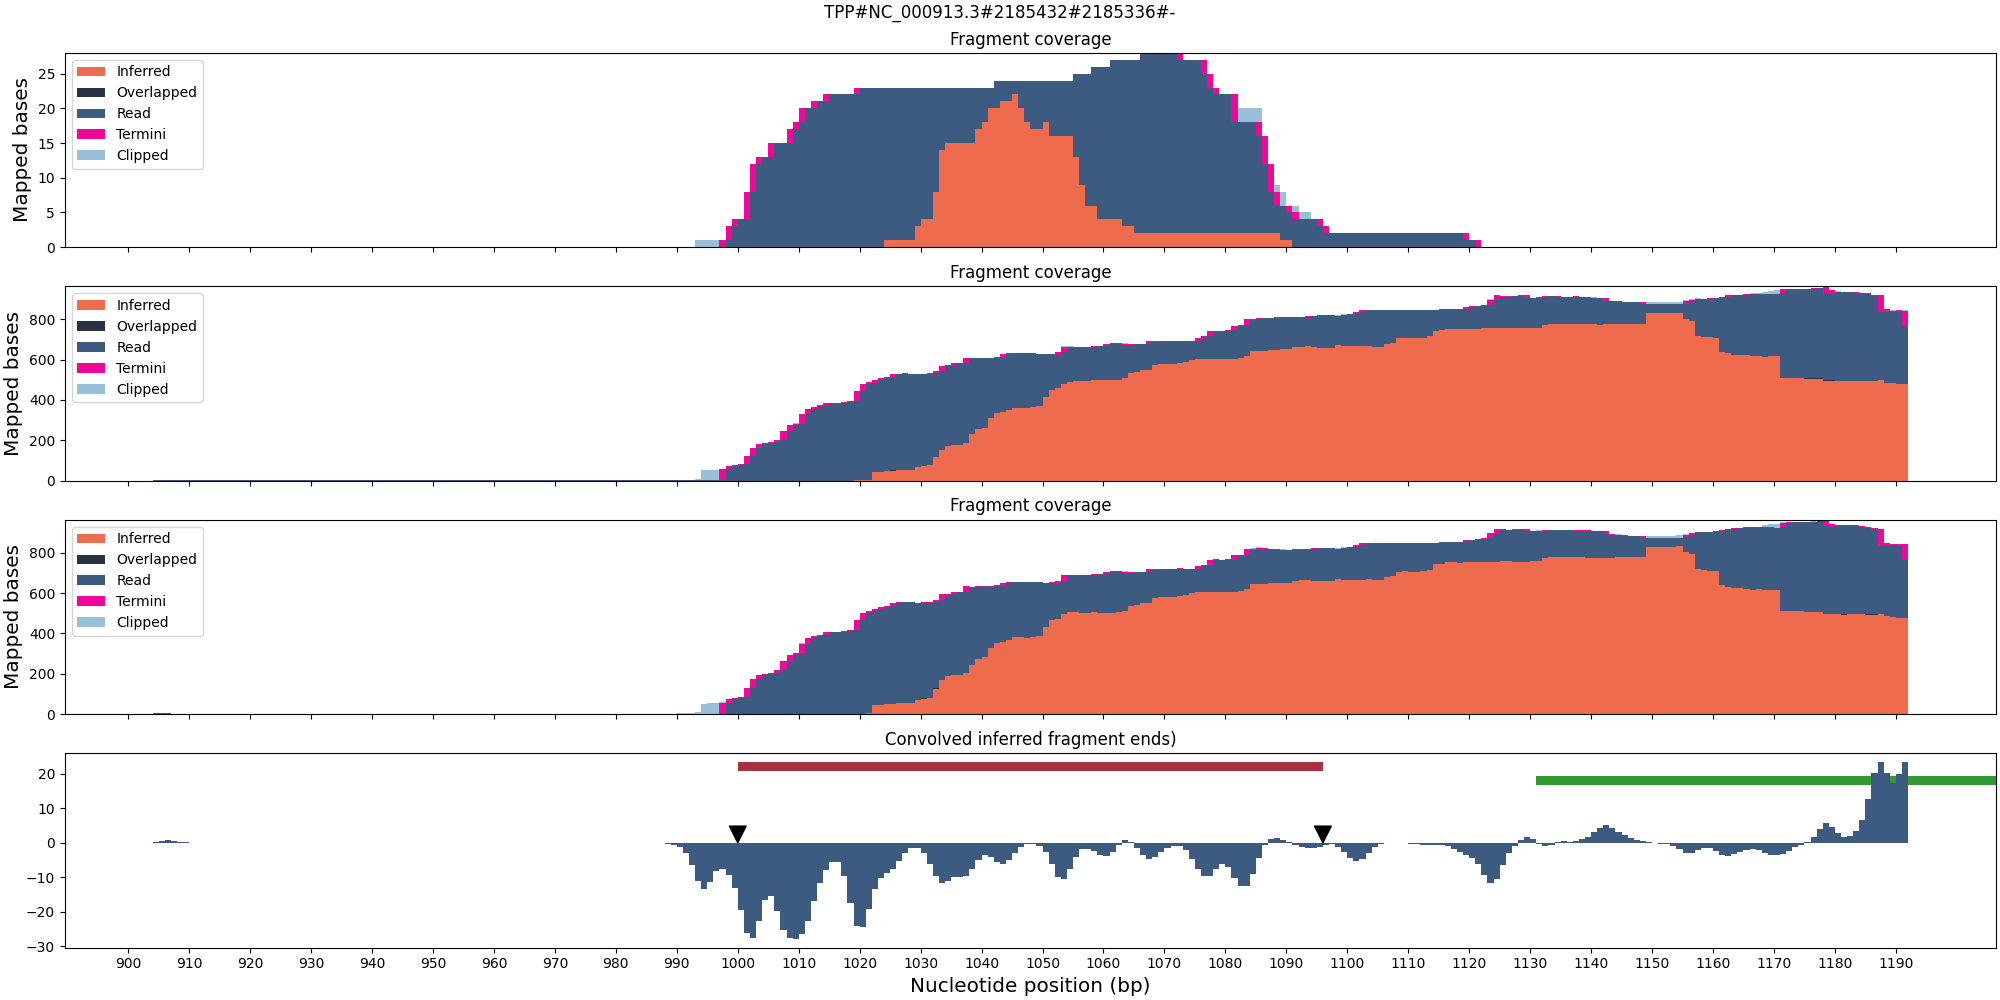 TPP#NC_000913.3#2185432#2185336#-
Fragment coverage
Mapped bases
25
20
15
10
5
0
Inferred
Overlapped
Read
Termini
Clipped
Fragment coverage
Mapped bases
800
600
400
200
0
Inferred
Overlapped
Read
Termini
Clipped
Fragment coverage
Mapped bases
800
600
400
200
0
Inferred
Overlapped
Read
Termini
Clipped
Convolved inferred fragment ends)
20
10
0
−10
−20
−30
900 910 920 930 940 950 960 970 980 990 1000 1010 1020 1030 1040 1050 1060 1070 1080 1090 1100 1110 1120 1130 1140 1150 1160 1170 1180 1190
Nucleotide position (bp)